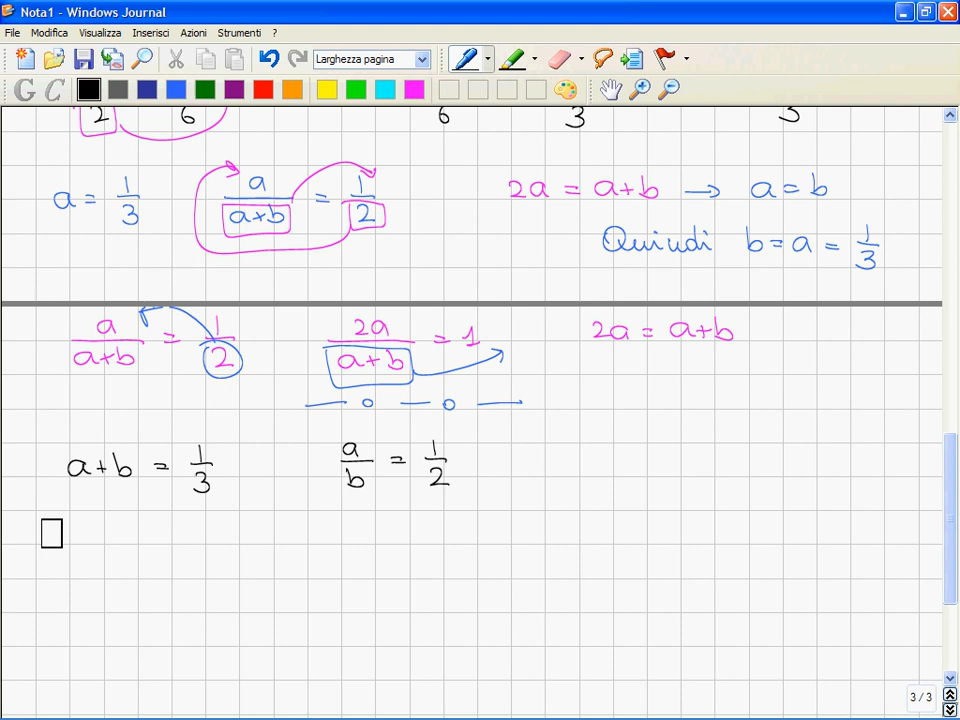 Nota1 - Windows Journal
File Modifica Visualizza Inserisci Azioni Strumenti ?
Larghezza pagina
G C
2 6 6 3 3
a = 1/3 a/(a+b) = 1/2 2a = a+b → a = b
Quindi b = a = 1/3
a/(a+b) = 1/2 2a/(a+b) = 1 2a = a+b
a+b = 1/3 a/b = 1/2
3 / 3